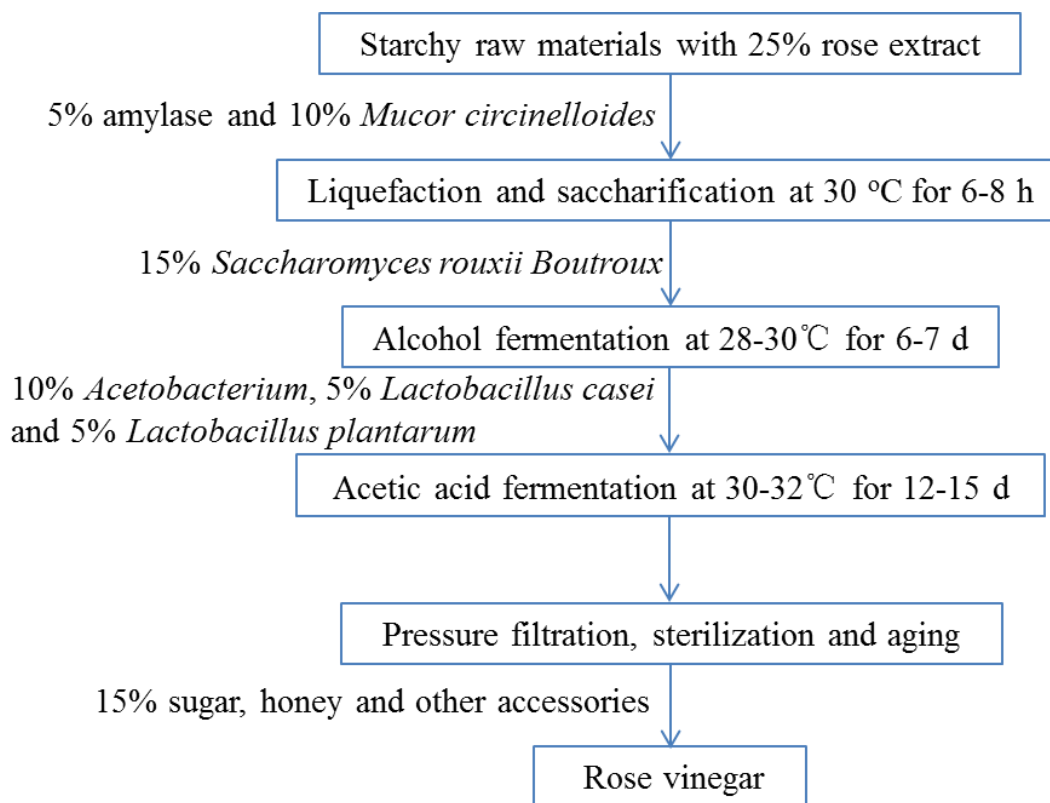 Starchy raw materials with 25% rose extract
5% amylase and 10% Mucor circinelloides
Liquefaction and saccharification at 30 °C for 6-8 h
15% Saccharomyces rouxii Boutroux
Alcohol fermentation at 28-30℃ for 6-7 d
10% Acetobacterium, 5% Lactobacillus casei
and 5% Lactobacillus plantarum
Acetic acid fermentation at 30-32℃ for 12-15 d
Pressure filtration, sterilization and aging
15% sugar, honey and other accessories
Rose vinegar